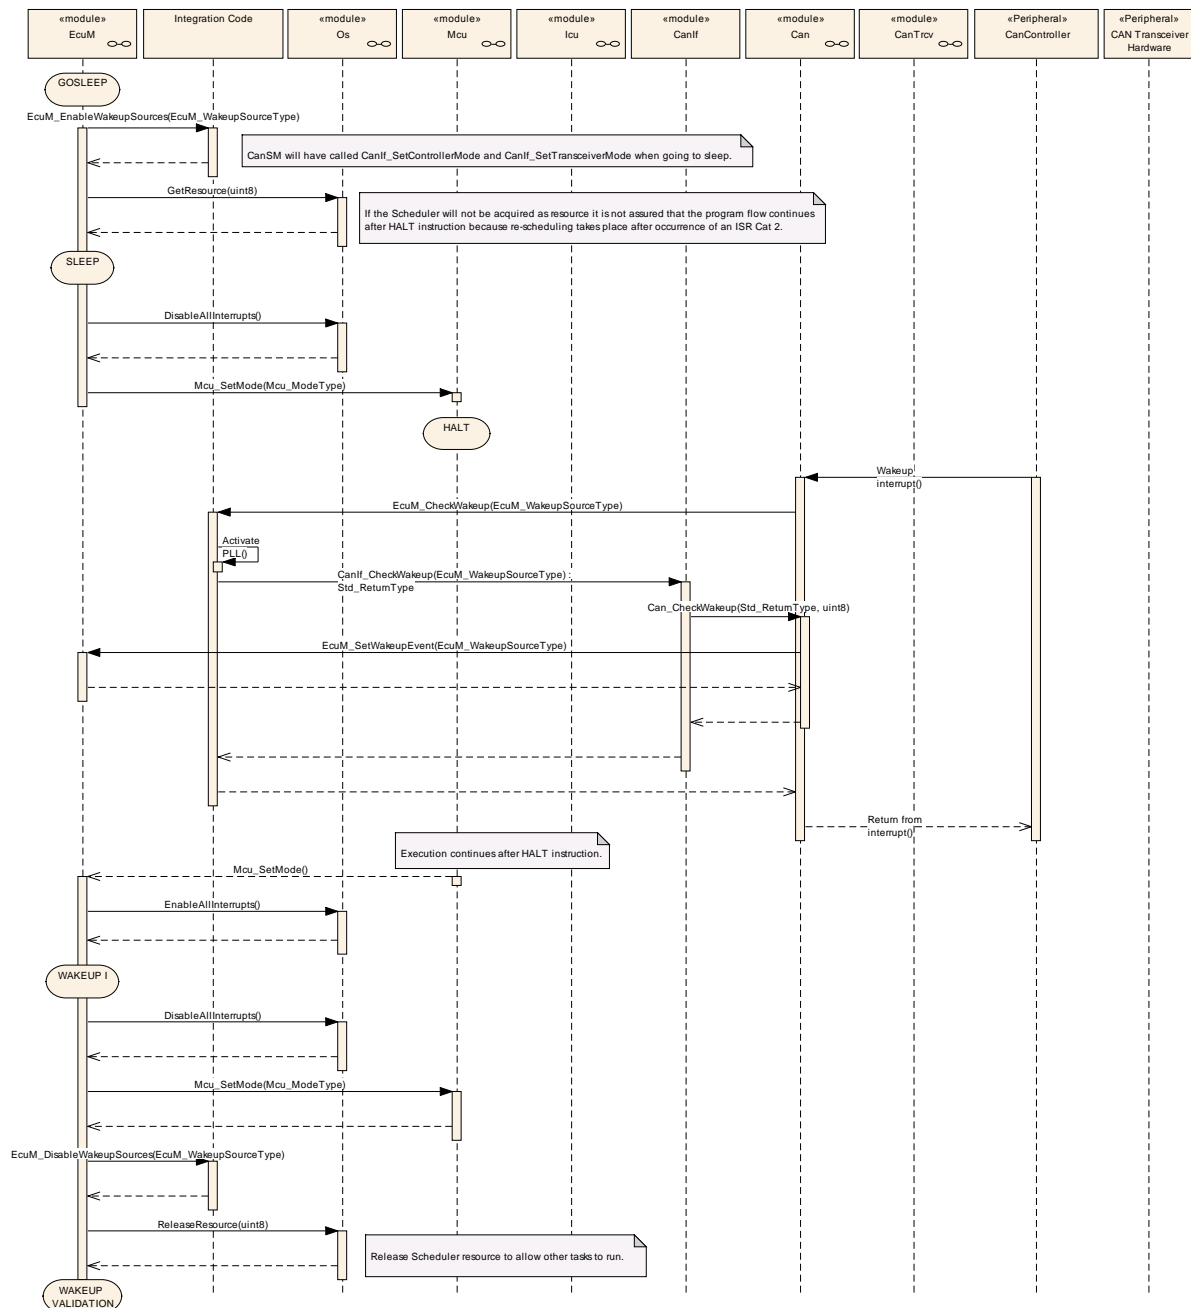 «module»
EcuM
Integration Code
«module»
Os
«module»
Mcu
«module»
Icu
«module»
CanIf
«module»
Can
«module»
CanTrcv
«Peripheral»
CanController
«Peripheral»
CAN Transceiver
Hardware
GOSLEEP
EcuM_EnableWakeupSources(EcuM_WakeupSourceType)
CanSM will have called CanIf_SetControllerMode and CanIf_SetTransceiverMode when going to sleep.
GetResource(uint8)
If the Scheduler will not be acquired as resource it is not assured that the program flow continues
after HALT instruction because re-scheduling takes place after occurrence of an ISR Cat 2.
SLEEP
DisableAllInterrupts()
Mcu_SetMode(Mcu_ModeType)
HALT
Wakeup
interrupt()
EcuM_CheckWakeup(EcuM_WakeupSourceType)
Activate
PLL()
CanIf_CheckWakeup(EcuM_WakeupSourceType) :
Std_ReturnType
Can_CheckWakeup(Std_ReturnType, uint8)
EcuM_SetWakeupEvent(EcuM_WakeupSourceType)
Return from
interrupt()
Execution continues after HALT instruction.
Mcu_SetMode()
EnableAllInterrupts()
WAKEUP I
DisableAllInterrupts()
Mcu_SetMode(Mcu_ModeType)
EcuM_DisableWakeupSources(EcuM_WakeupSourceType)
ReleaseResource(uint8)
Release Scheduler resource to allow other tasks to run.
WAKEUP
VALIDATION